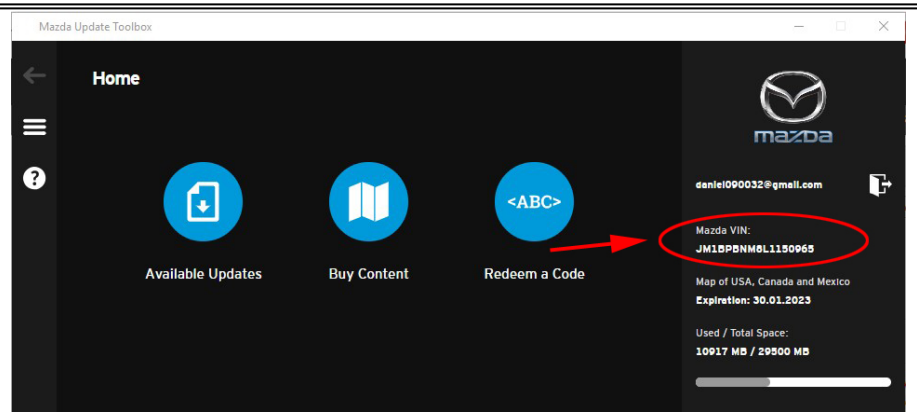 Mazda Update Toolbox
Home
mazda
daniel090032@gmail.com
Mazda VIN:
JM1BPBNM8L1150965
<ABC>
Available Updates
Buy Content
Redeem a Code
Map of USA, Canada and Mexico
Expiration: 30.01.2023
Used / Total Space:
10917 MB / 29500 MB